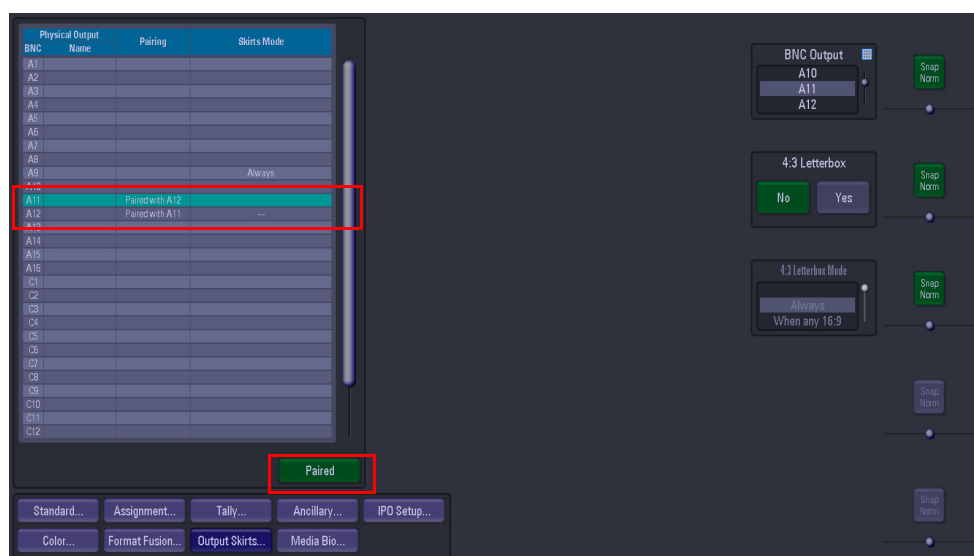 Physical Output
BNC Name Pairing Skirts Mode
A1
A2
A3
A4
A5
A6
A7
A8
A9 Always
A10
A11 Paired with A12
A12 Paired with A11 ---
A13
A14
A15
A16
C1
C2
C3
C4
C5
C6
C7
C8
C9
C10
C11
C12
Paired
Standard... Assignment... Tally... Ancillary... IPO Setup...
Color... Format Fusion... Output Skirts... Media Bio...
BNC Output
A10
A11
A12
Snap
Norm
4:3 Letterbox
No Yes
Snap
Norm
4:3 Letterbox Mode
Always
When any 16:9
Snap
Norm
Snap
Norm
Snap
Norm